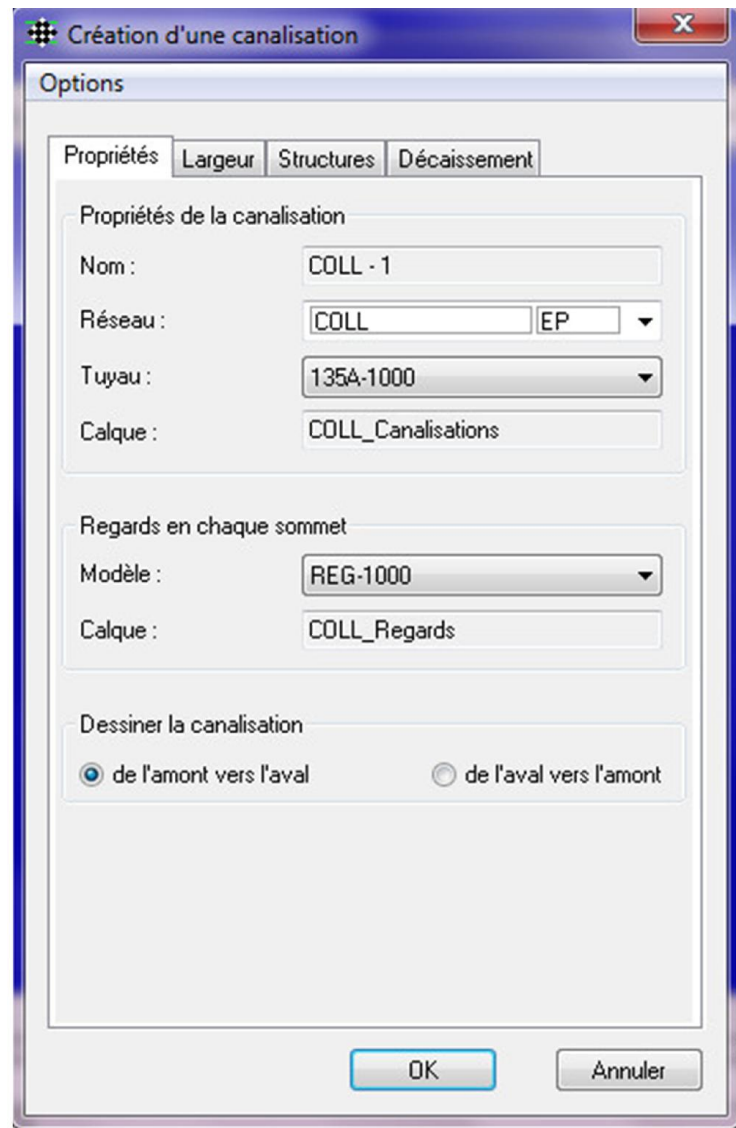 Création d'une canalisation
Options
Propriétés Largeur Structures Décaissement
Propriétés de la canalisation
Nom : COLL - 1
Réseau : COLL EP
Tuyau : 135A-1000
Calque : COLL_Canalisations
Regards en chaque sommet
Modèle : REG-1000
Calque : COLL_Regards
Dessiner la canalisation
de l'amont vers l'aval de l'aval vers l'amont
OK Annuler